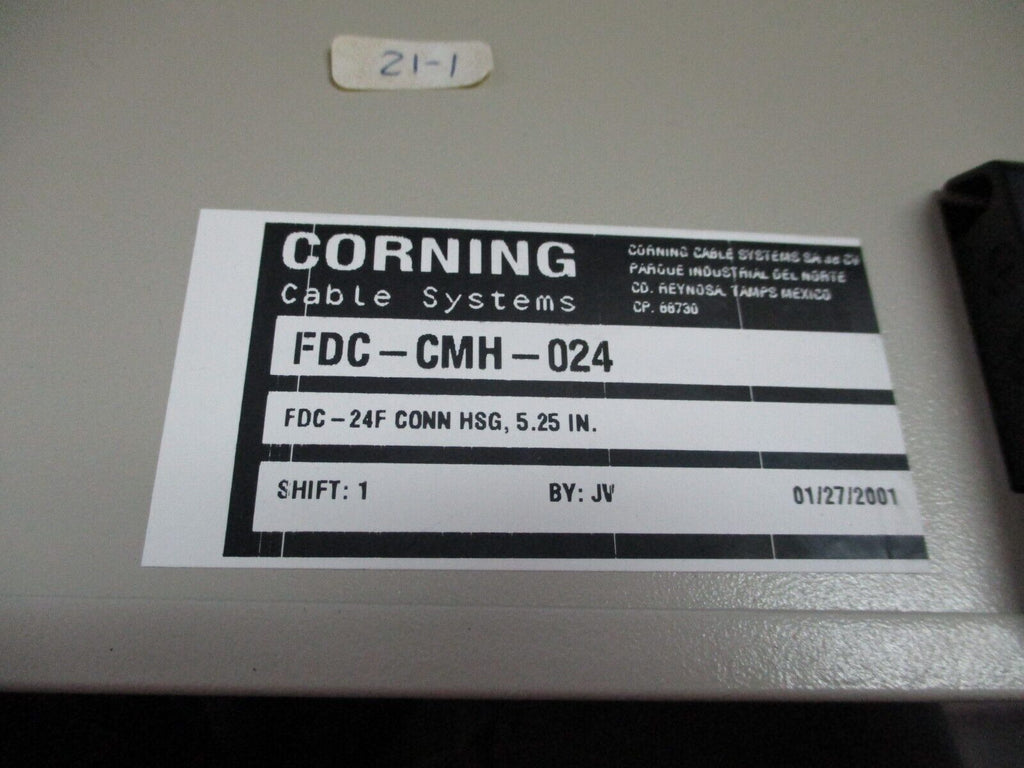 21-1
CORNING
Cable Systems
CORNING CABLE SYSTEMS SA de CV
PARQUE INDUSTRIAL DEL NORTE
CD. REYNOSA, TAMPS MEXICO
CP. 88730
FDC-CMH-024
FDC-24F CONN HSG, 5.25 IN.
SHIFT: 1 BY: JV 01/27/2001